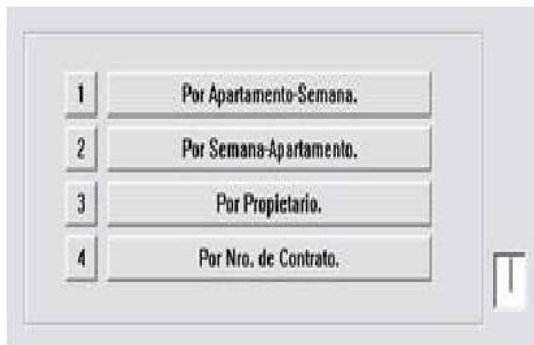 1 Por Apartamento-Semana.
2 Por Semana-Apartamento.
3 Por Propietario.
4 Por Nro. de Contrato.